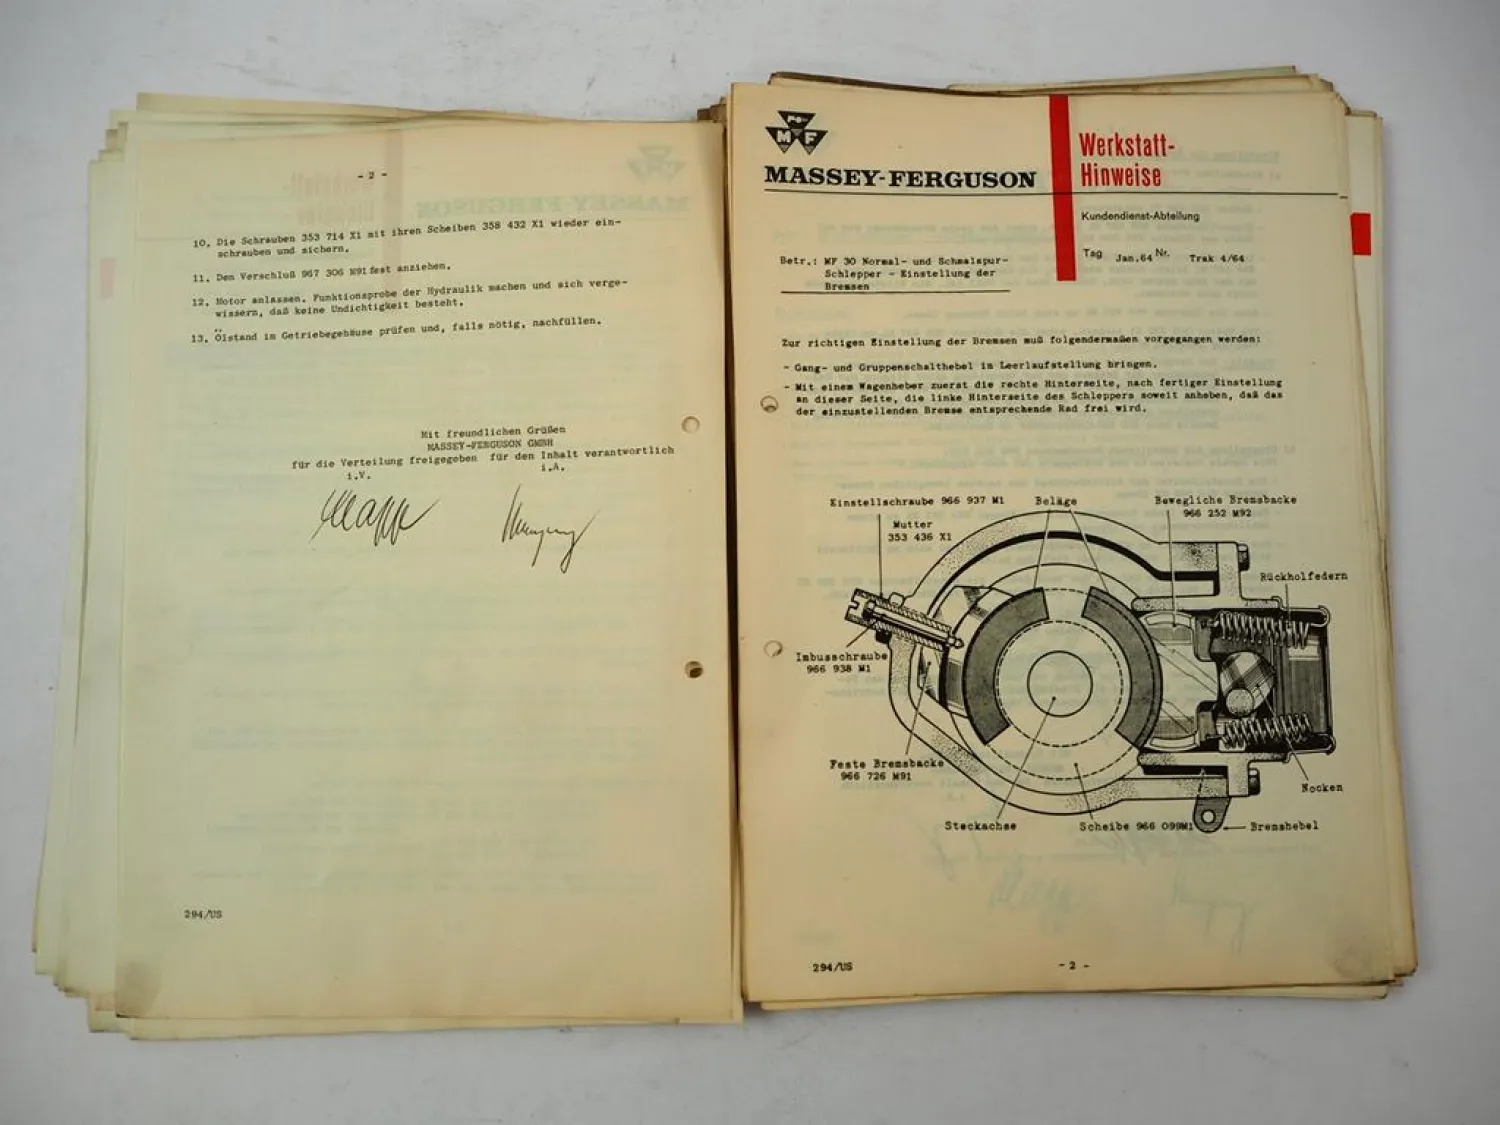 - 2 -
10. Die Schrauben 353 714 X1 mit ihren Scheiben 358 432 X1 wieder ein-
schrauben und sichern.
11. Den Verschluß 967 306 M91 fest anziehen.
12. Motor anlassen. Funktionsprobe der Hydraulik machen und sich verge-
wissern, daß keine Undichtigkeit besteht.
13. Ölstand im Getriebegehäuse prüfen und, falls nötig, nachfüllen.
Mit freundlichen Grüßen
MASSEY-FERGUSON GMBH
für die Verteilung freigegeben für den Inhalt verantwortlich
i.V. i.A.
294/US
MF
MASSEY-FERGUSON
Werkstatt-
Hinweise
Kundendienst-Abteilung
Tag Jan.64 Nr. Trak 4/64
Betr.: MF 30 Normal- und Schmalspur-
Schlepper - Einstellung der
Bremsen
Zur richtigen Einstellung der Bremsen muß folgendermaßen vorgegangen werden:
- Gang- und Gruppenschalthebel in Leerlaufstellung bringen.
- Mit einem Wagenheber zuerst die rechte Hinterseite, nach fertiger Einstellung
an dieser Seite, die linke Hinterseite des Schleppers soweit anheben, daß das
der einzustellenden Bremse entsprechende Rad frei wird.
Einstellschraube 966 937 M1
Beläge
Bewegliche Bremsbacke
966 252 M92
Mutter
353 436 X1
Rückholfedern
Imbusschraube
966 938 M1
Feste Bremsbacke
966 726 M91
Nocken
Steckachse
Scheibe 966 099M1
Bremshebel
294/US
- 2 -